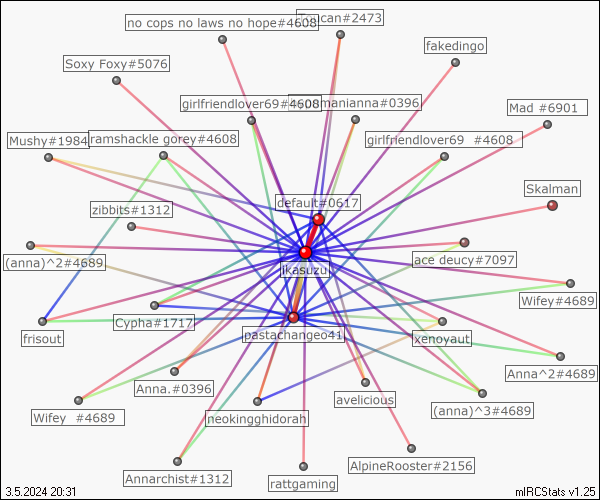 no cops no laws no hope#4608
Toucan#2473
fakedingo
Soxy Foxy#5076
girlfriendlover69#4608
manianna#0396
Mad #6901
Mushy#1984
ramshackle gorey#4608
girlfriendlover69 #4608
Skalman
default#0617
zibbits#1312
(anna)^2#4689
ikasuzu
ace deucy#7097
Wifey#4689
Cypha#1717
frisout
pastachangeo41
xenoyaut
Anna^2#4689
Anna.#0396
avelicious
Wifey #4689
neokingghidorah
(anna)^3#4689
Annarchist#1312
rattgaming
AlpineRooster#2156
3.5.2024 20:31
mIRCStats v1.25